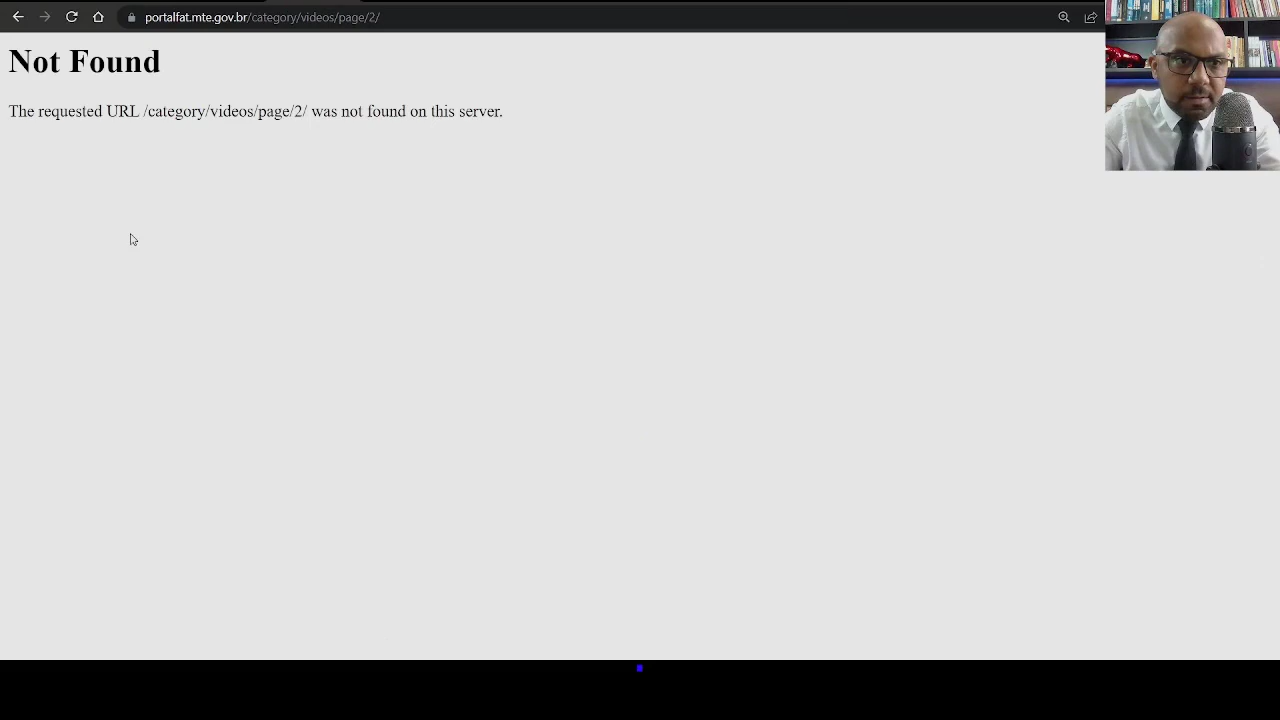 portalfat.mte.gov.br/category/videos/page/2/
Not Found
The requested URL /category/videos/page/2/ was not found on this server.